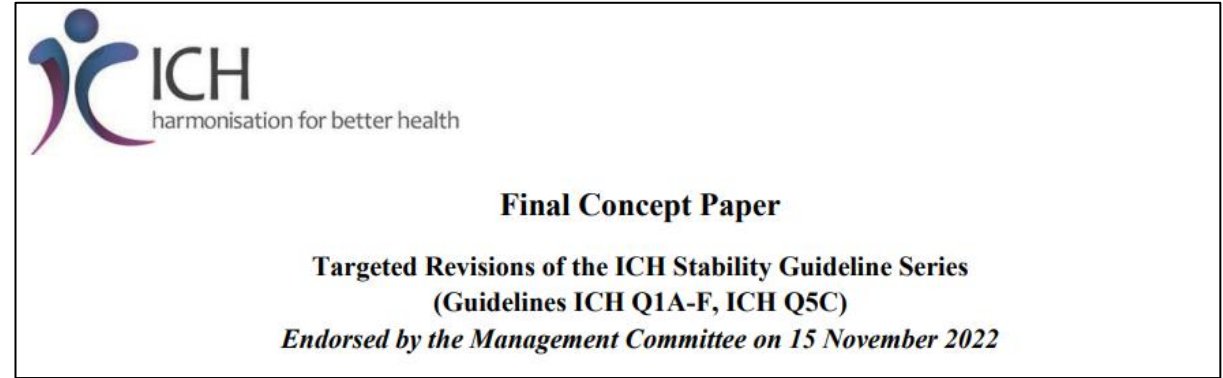 ICH
harmonisation for better health
Final Concept Paper
Targeted Revisions of the ICH Stability Guideline Series
(Guidelines ICH Q1A-F, ICH Q5C)
Endorsed by the Management Committee on 15 November 2022